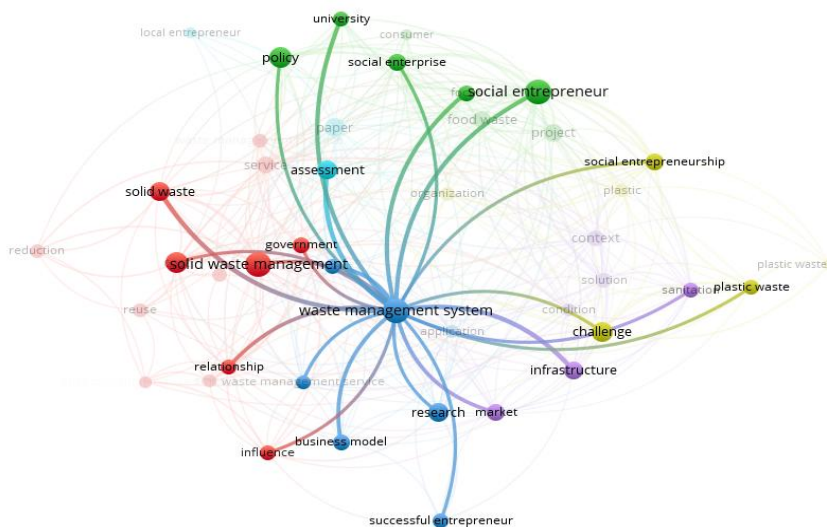 university
local entrepreneur
consumer
policy
social enterprise
social entrepreneur
food waste
paper
project
service
assessment
social entrepreneurship
solid waste
organization
plastic
government
context
reduction
solid waste management
plastic waste
solution
sanitation
plastic waste
reuse
waste management system
condition
application
challenge
relationship
infrastructure
waste management service
research
market
business model
influence
successful entrepreneur